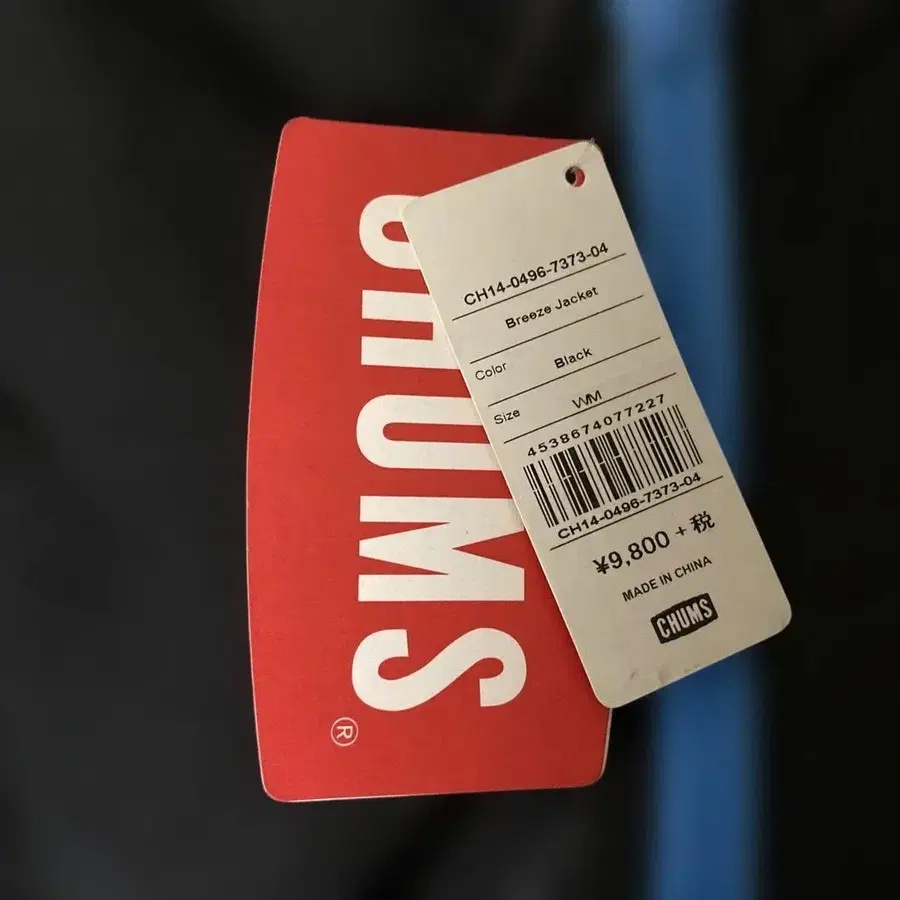 CHUMS
®
CH14-0496-7373-04
Breeze Jacket
Color Black
Size WM
4538674077227
CH14-0496-7373-04
¥9,800 + 税
MADE IN CHINA
CHUMS